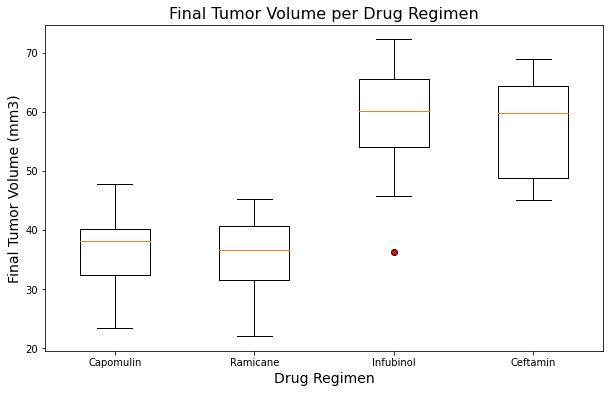 Final Tumor Volume per Drug Regimen
Final Tumor Volume (mm3)
70
60
50
40
30
20
Capomulin
Ramicane
Infubinol
Ceftamin
Drug Regimen